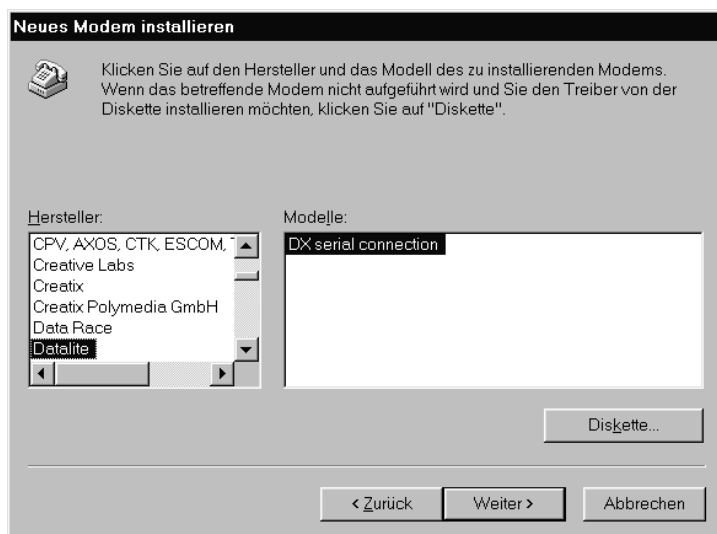 Neues Modem installieren
Klicken Sie auf den Hersteller und das Modell des zu installierenden Modems.
Wenn das betreffende Modem nicht aufgeführt wird und Sie den Treiber von der
Diskette installieren möchten, klicken Sie auf "Diskette".
Hersteller:
CPV, AXOS, CTK, ESCOM,
Creative Labs
Creatix
Creatix Polymedia GmbH
Data Race
Datalite
Modelle:
DX serial connection
Diskette...
< Zurück
Weiter >
Abbrechen